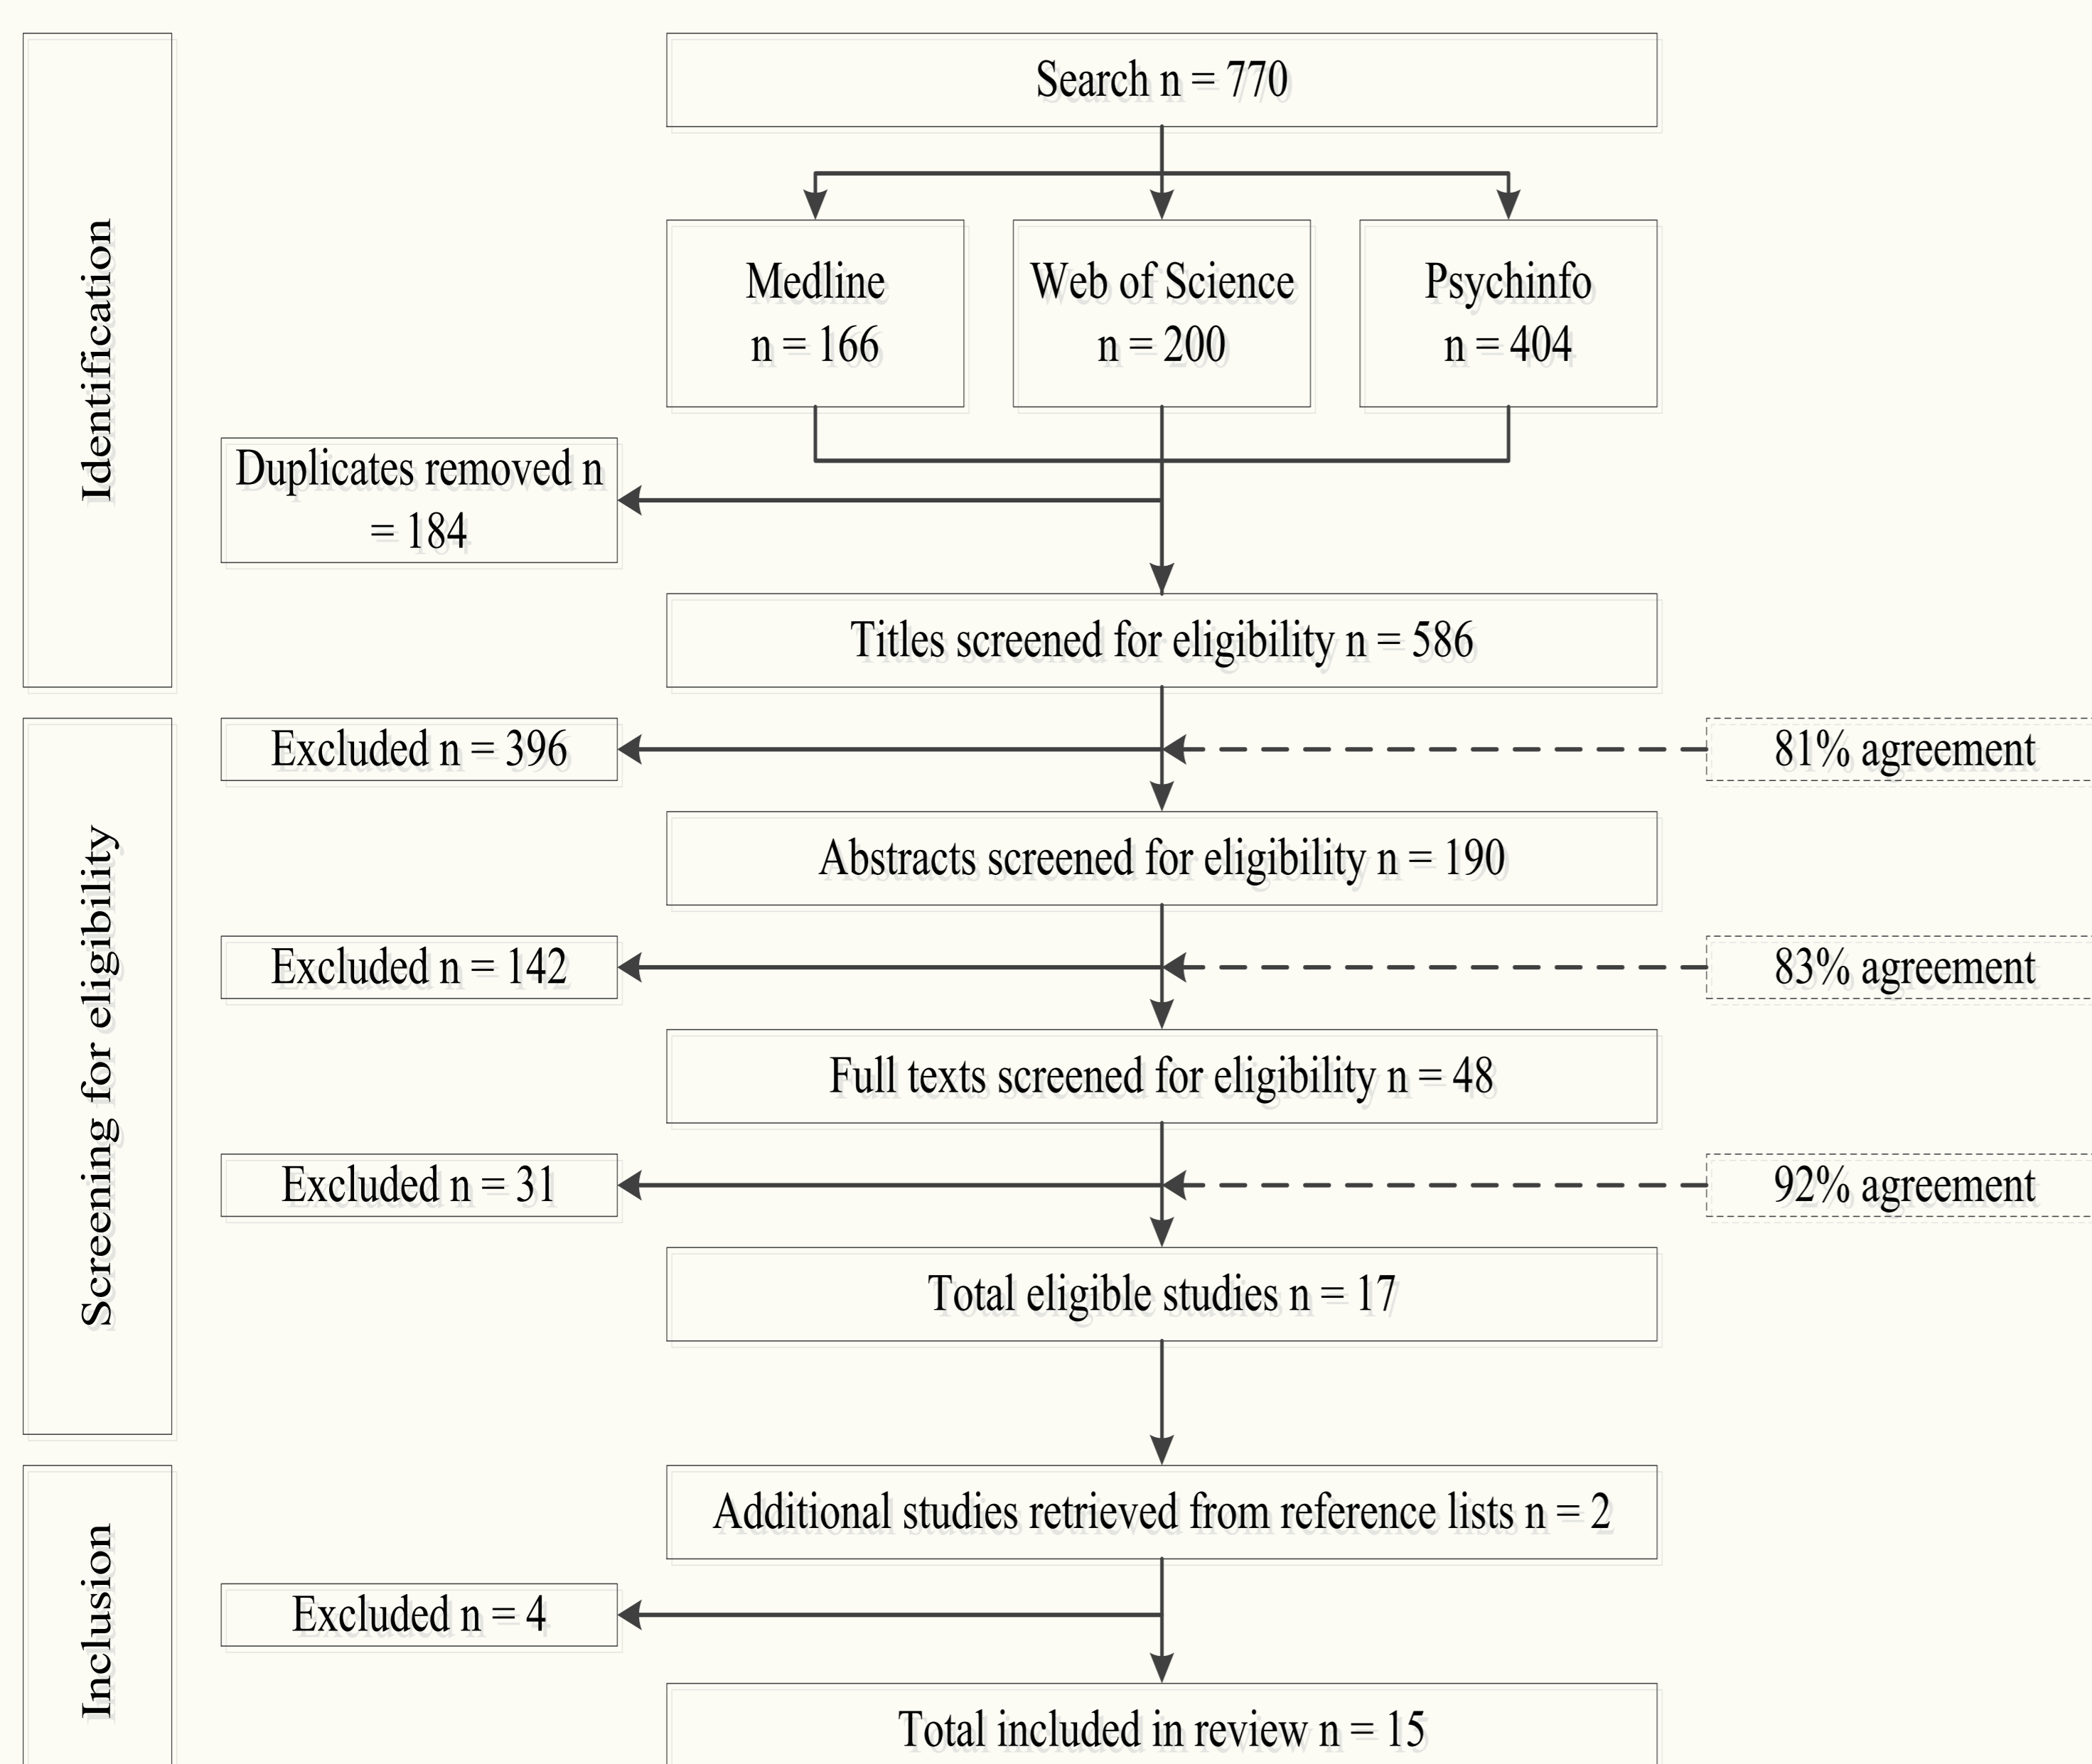 Identification
Search n = 770
Medline
n = 166
Web of Science
n = 200
Psychinfo
n = 404
Duplicates removed n
= 184
Titles screened for eligibility n = 586
Screening for eligibility
Excluded n = 396
81% agreement
Abstracts screened for eligibility n = 190
Excluded n = 142
83% agreement
Full texts screened for eligibility n = 48
Excluded n = 31
92% agreement
Total eligible studies n = 17
Inclusion
Additional studies retrieved from reference lists n = 2
Excluded n = 4
Total included in review n = 15